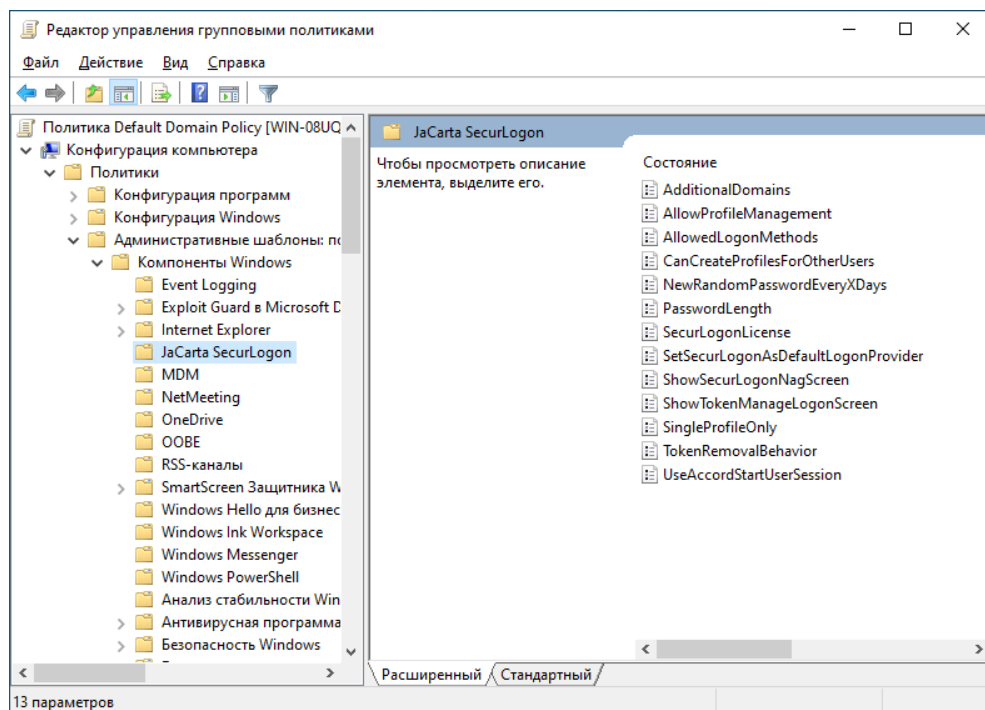 Редактор управления групповыми политиками
Файл Действие Вид Справка
Политика Default Domain Policy [WIN-08UQ
Конфигурация компьютера
Политики
Конфигурация программ
Конфигурация Windows
Административные шаблоны: по
Компоненты Windows
Event Logging
Exploit Guard в Microsoft D
Internet Explorer
JaCarta SecurLogon
MDM
NetMeeting
OneDrive
OOBE
RSS-каналы
SmartScreen Защитника W
Windows Hello для бизнес
Windows Ink Workspace
Windows Messenger
Windows PowerShell
Анализ стабильности Win
Антивирусная программа
Безопасность Windows
JaCarta SecurLogon
Чтобы просмотреть описание
элемента, выделите его.
Состояние
AdditionalDomains
AllowProfileManagement
AllowedLogonMethods
CanCreateProfilesForOtherUsers
NewRandomPasswordEveryXDays
PasswordLength
SecurLogonLicense
SetSecurLogonAsDefaultLogonProvider
ShowSecurLogonNagScreen
ShowTokenManageLogonScreen
SingleProfileOnly
TokenRemovalBehavior
UseAccordStartUserSession
Расширенный Стандартный
13 параметров